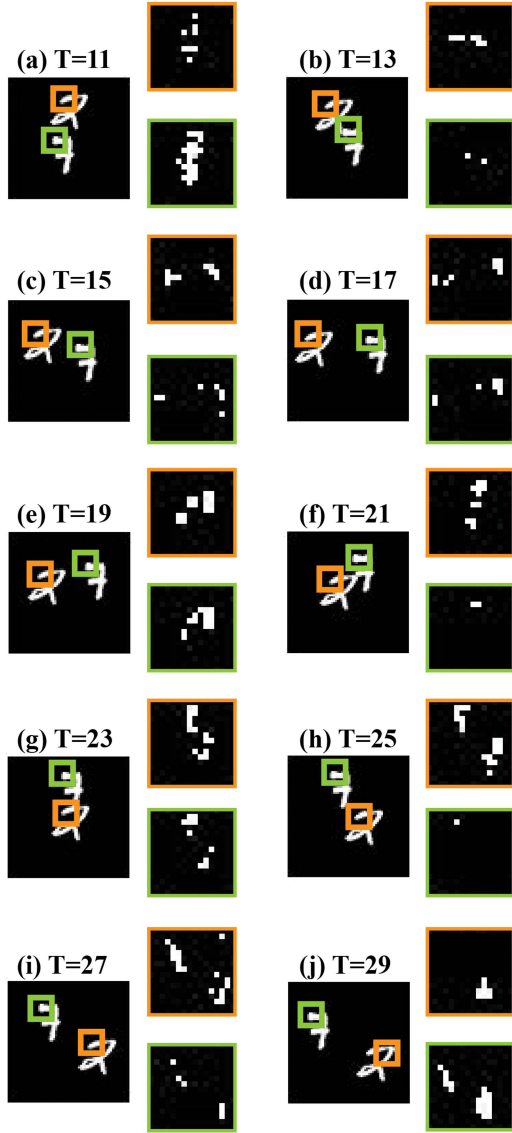 (a) T=11
(b) T=13
(c) T=15
(d) T=17
(e) T=19
(f) T=21
(g) T=23
(h) T=25
(i) T=27
(j) T=29